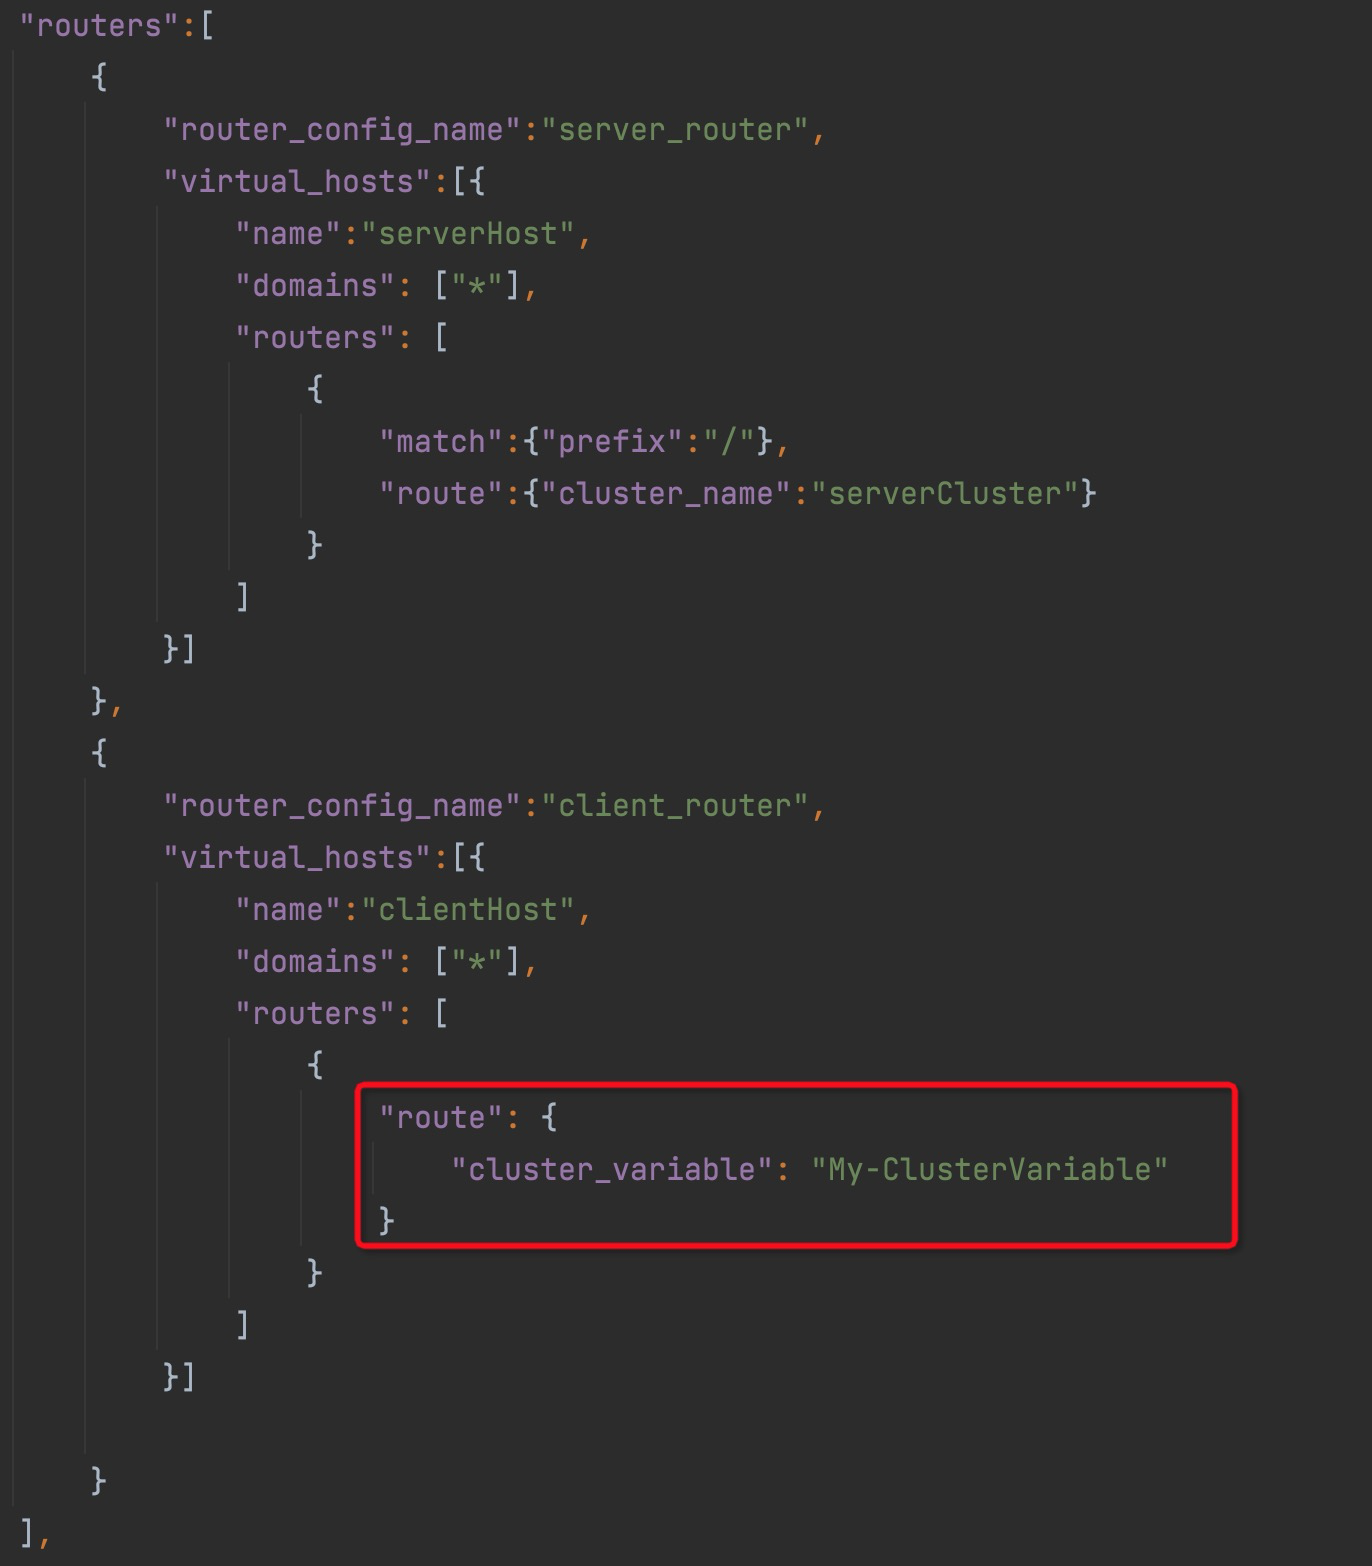 "routers":[
{
"router_config_name":"server_router",
"virtual_hosts":[{
"name":"serverHost",
"domains": ["*"],
"routers": [
{
"match":{"prefix":"/"},
"route":{"cluster_name":"serverCluster"}
}
]
}]
},
{
"router_config_name":"client_router",
"virtual_hosts":[{
"name":"clientHost",
"domains": ["*"],
"routers": [
{
"route": {
"cluster_variable": "My-ClusterVariable"
}
}
]
}]
}
],